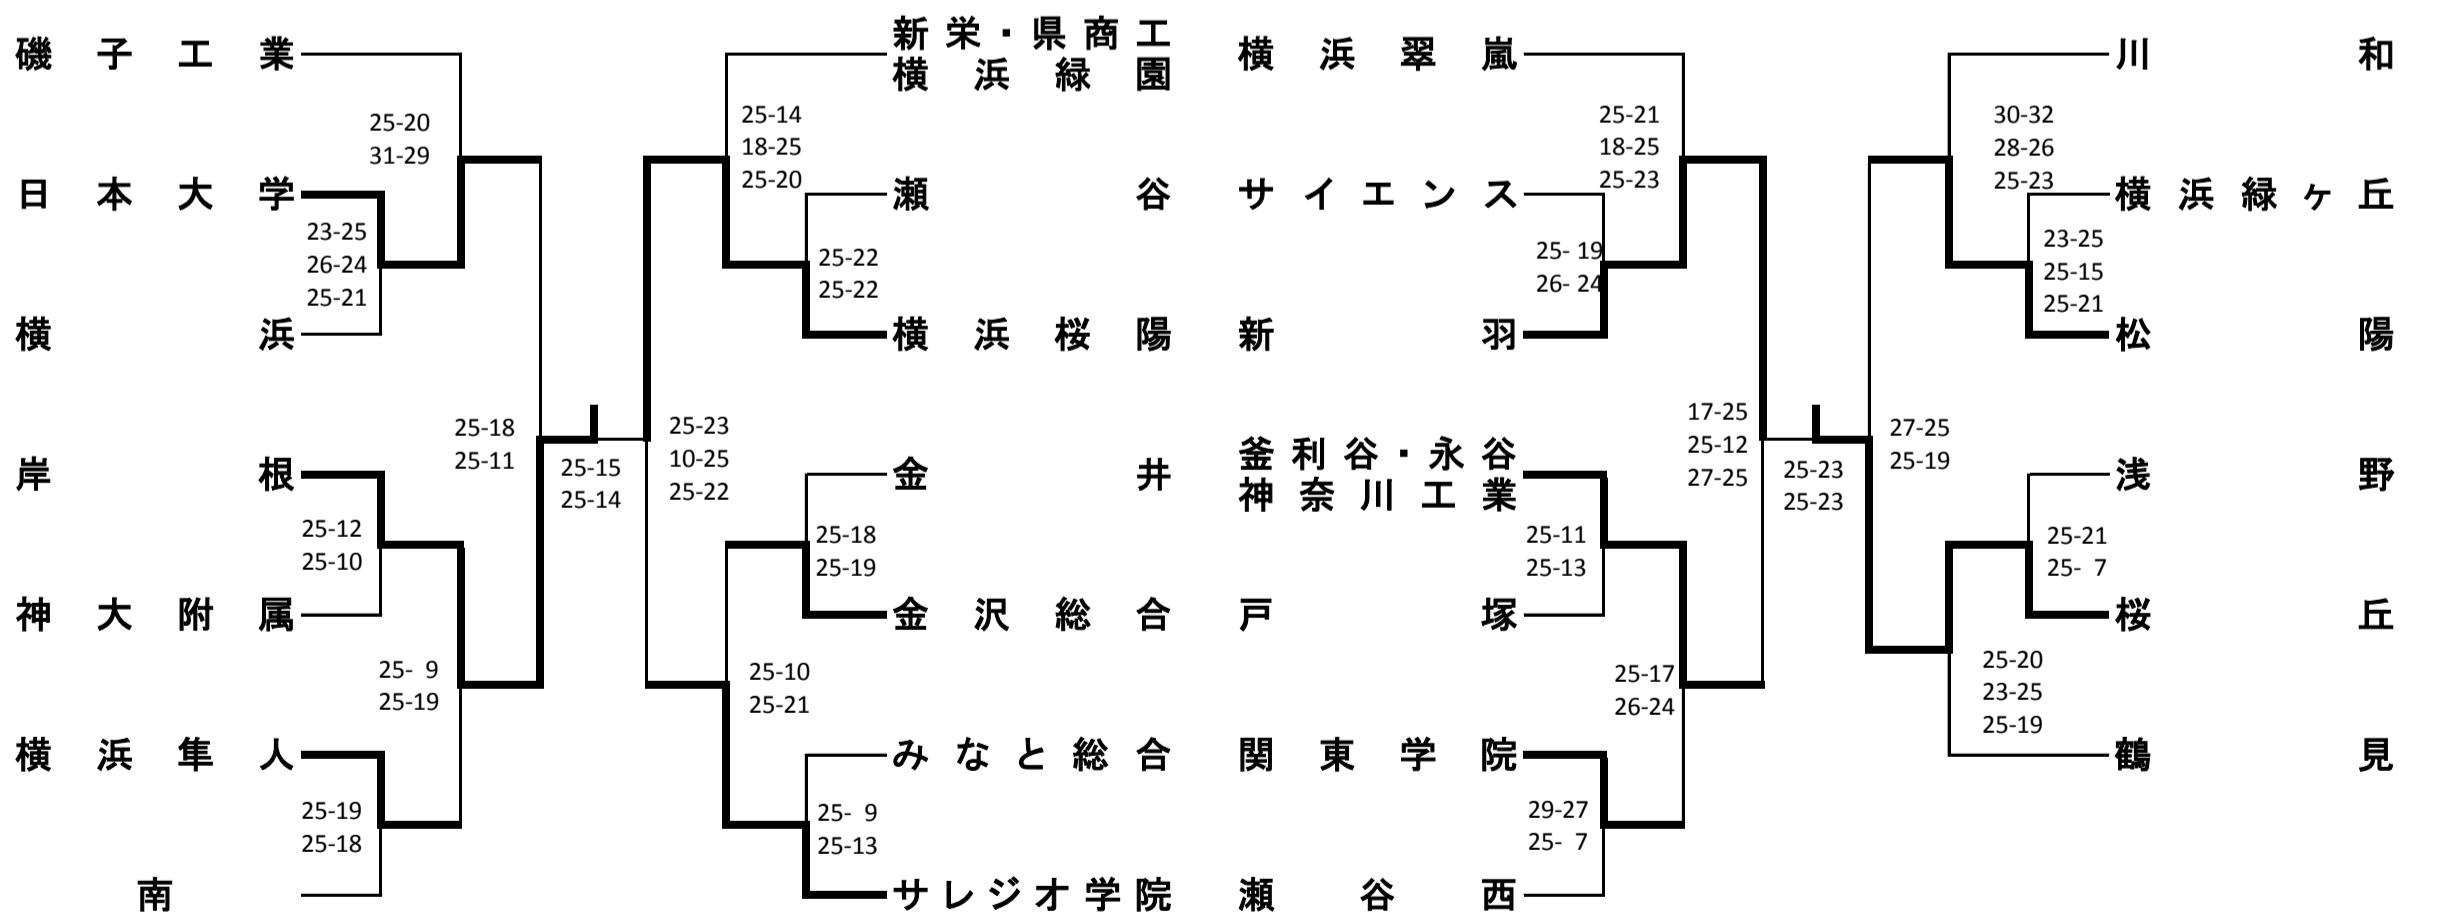 磯子工業
25-20
31-29
日本大学
23-25
26-24
25-21
横浜
25-18
25-11
岸根
25-12
25-10
神大附属
25- 9
25-19
横浜隼人
25-19
25-18
南
25-15
25-14
新栄・県商工
横浜緑園
25-14
18-25
25-20
瀬谷
25-22
25-22
横浜桜陽
25-23
10-25
25-22
金井
25-18
25-19
金沢総合
25-10
25-21
みなと総合
25- 9
25-13
サレジオ学院
横浜翠嵐
25-21
18-25
25-23
サイエンス
25- 19
26- 24
新羽
17-25
25-12
27-25
釜利谷・永谷
神奈川工業
25-11
25-13
戸塚
25-17
26-24
関東学院
29-27
25- 7
瀬谷西
25-23
25-23
川和
30-32
28-26
25-23
横浜緑ヶ丘
23-25
25-15
25-21
松陽
27-25
25-19
浅野
25-21
25- 7
桜丘
25-20
23-25
25-19
鶴見